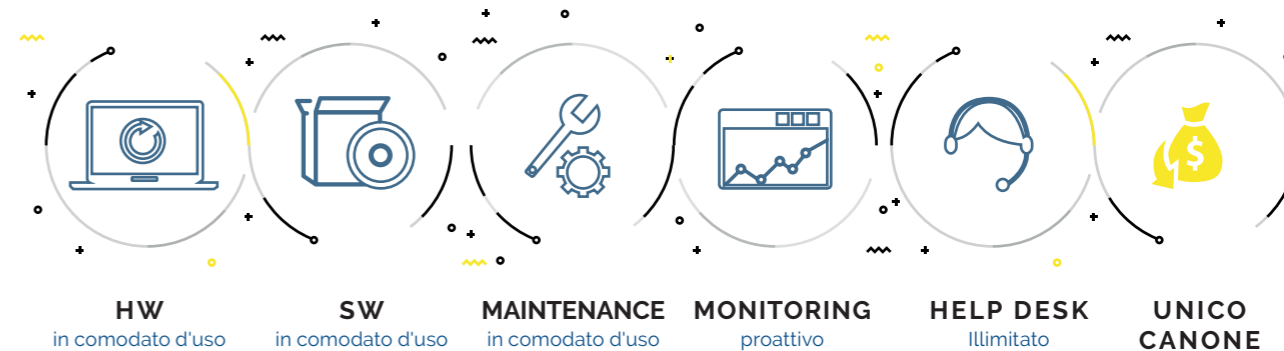 HW
in comodato d'uso
SW
in comodato d'uso
MAINTENANCE
in comodato d'uso
MONITORING
proattivo
HELP DESK
Illimitato
UNICO
CANONE
$